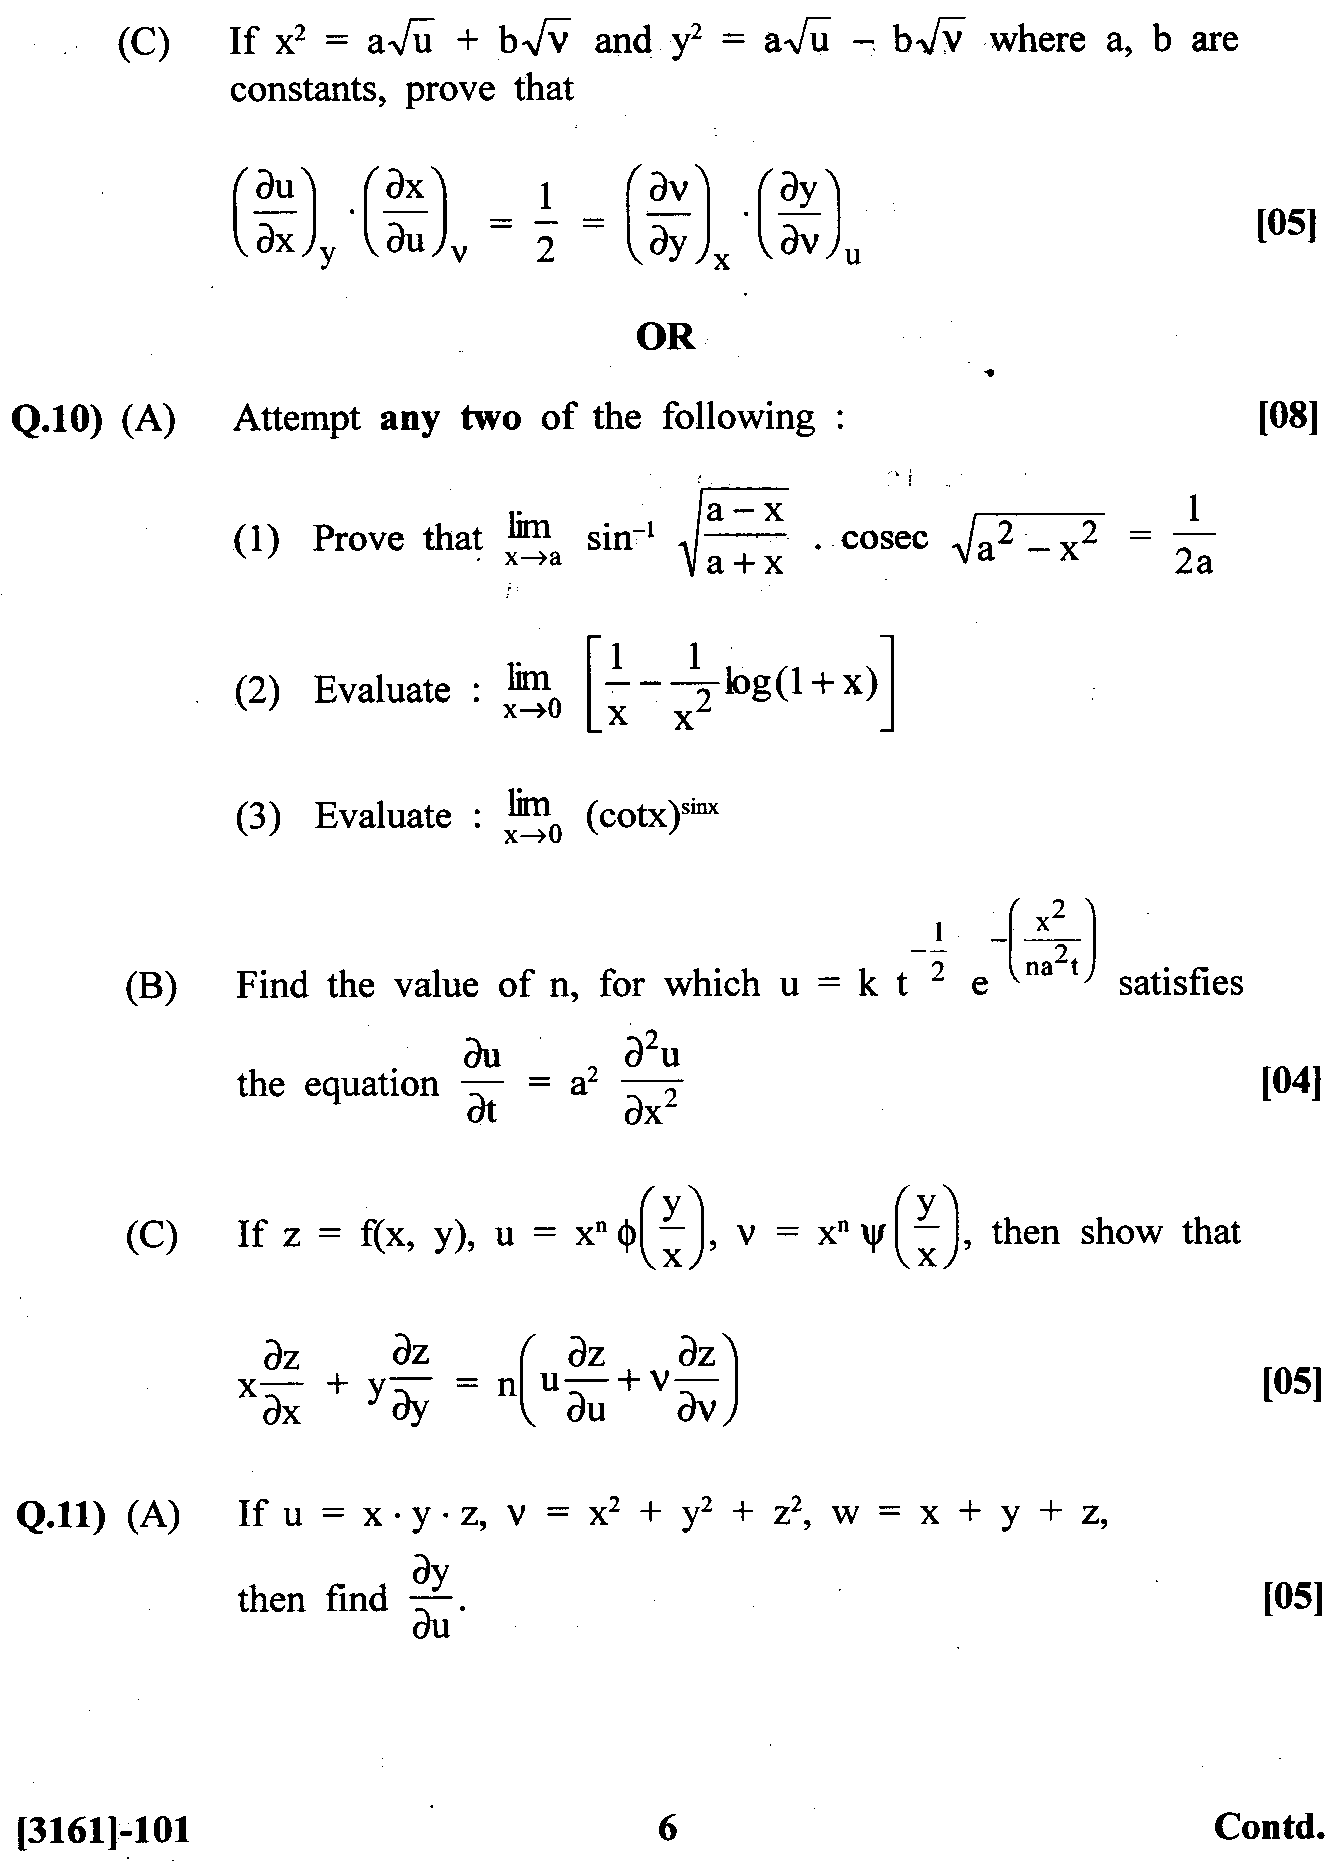 (C) If x² = a√u + b√v and y² = a√u – b√v where a, b are
constants, prove that
(∂u/∂x)_y · (∂x/∂u)_v = 1/2 = (∂v/∂y)_x · (∂y/∂v)_u [05]
OR
Q.10) (A) Attempt any two of the following : [08]
(1) Prove that lim x→a sin⁻¹ √((a – x)/(a + x)) . cosec √(a² – x²) = 1/2a
(2) Evaluate : lim x→0 [1/x – 1/x² log(1 + x)]
(3) Evaluate : lim x→0 (cotx)^sinx
(B) Find the value of n, for which u = k t^(–1/2) e^(–(x²/na²t)) satisfies
the equation ∂u/∂t = a² ∂²u/∂x² [04]
(C) If z = f(x, y), u = xⁿ ϕ(y/x), v = xⁿ ψ(y/x), then show that
x ∂z/∂x + y ∂z/∂y = n(u ∂z/∂u + v ∂z/∂v) [05]
Q.11) (A) If u = x · y · z, v = x² + y² + z², w = x + y + z,
then find ∂y/∂u. [05]
[3161]-101 6 Contd.